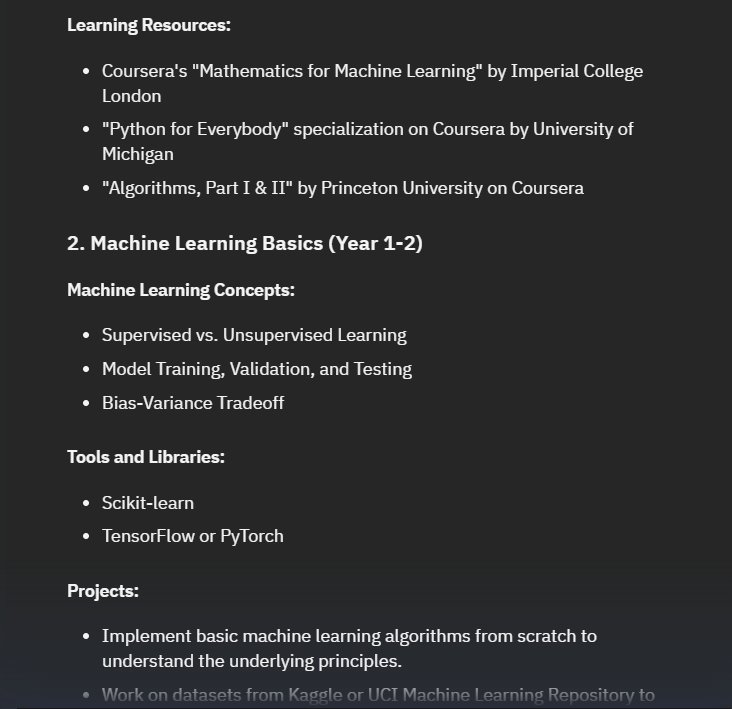 Learning Resources:
• Coursera's "Mathematics for Machine Learning" by Imperial College
London
• "Python for Everybody" specialization on Coursera by University of
Michigan
• "Algorithms, Part I & II" by Princeton University on Coursera
2. Machine Learning Basics (Year 1-2)
Machine Learning Concepts:
• Supervised vs. Unsupervised Learning
• Model Training, Validation, and Testing
• Bias-Variance Tradeoff
Tools and Libraries:
• Scikit-learn
• TensorFlow or PyTorch
Projects:
• Implement basic machine learning algorithms from scratch to
understand the underlying principles.
• Work on datasets from Kaggle or UCI Machine Learning Repository to